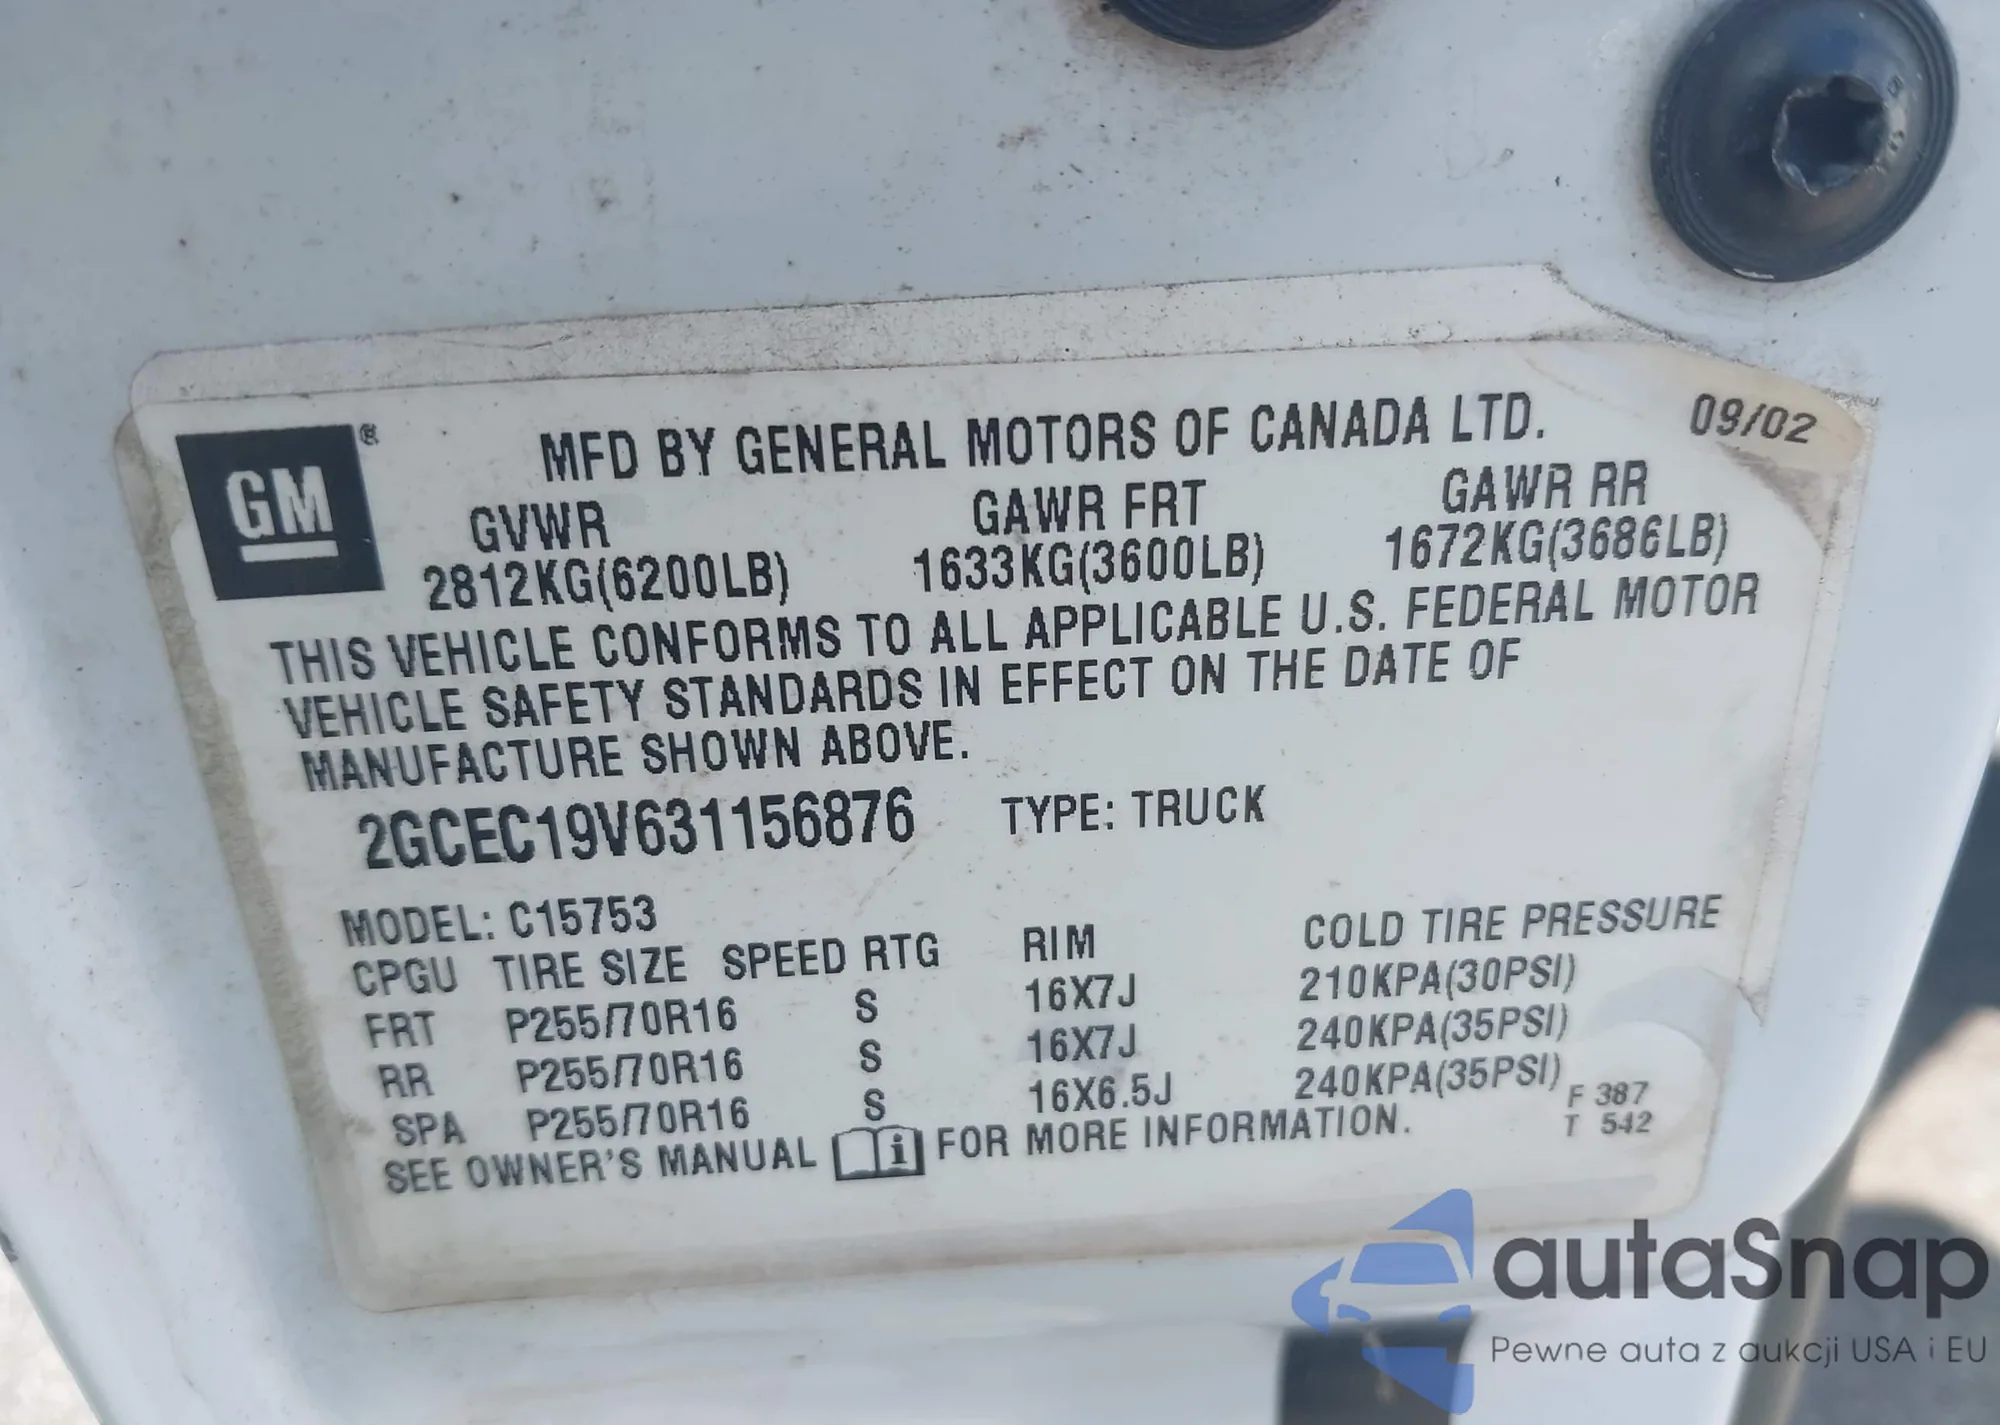 GM ®
MFD BY GENERAL MOTORS OF CANADA LTD. 09/02
GVWR GAWR FRT GAWR RR
2812KG(6200LB) 1633KG(3600LB) 1672KG(3686LB)
THIS VEHICLE CONFORMS TO ALL APPLICABLE U.S. FEDERAL MOTOR
VEHICLE SAFETY STANDARDS IN EFFECT ON THE DATE OF
MANUFACTURE SHOWN ABOVE.
2GCEC19V631156876 TYPE: TRUCK
MODEL: C15753
CPGU TIRE SIZE SPEED RTG RIM COLD TIRE PRESSURE
FRT P255/70R16 S 16X7J 210KPA(30PSI)
RR P255/70R16 S 16X7J 240KPA(35PSI)
SPA P255/70R16 S 16X6.5J 240KPA(35PSI)
SEE OWNER'S MANUAL i FOR MORE INFORMATION.
F 387
T 542
autaSnap
Pewne auta z aukcji USA i EU